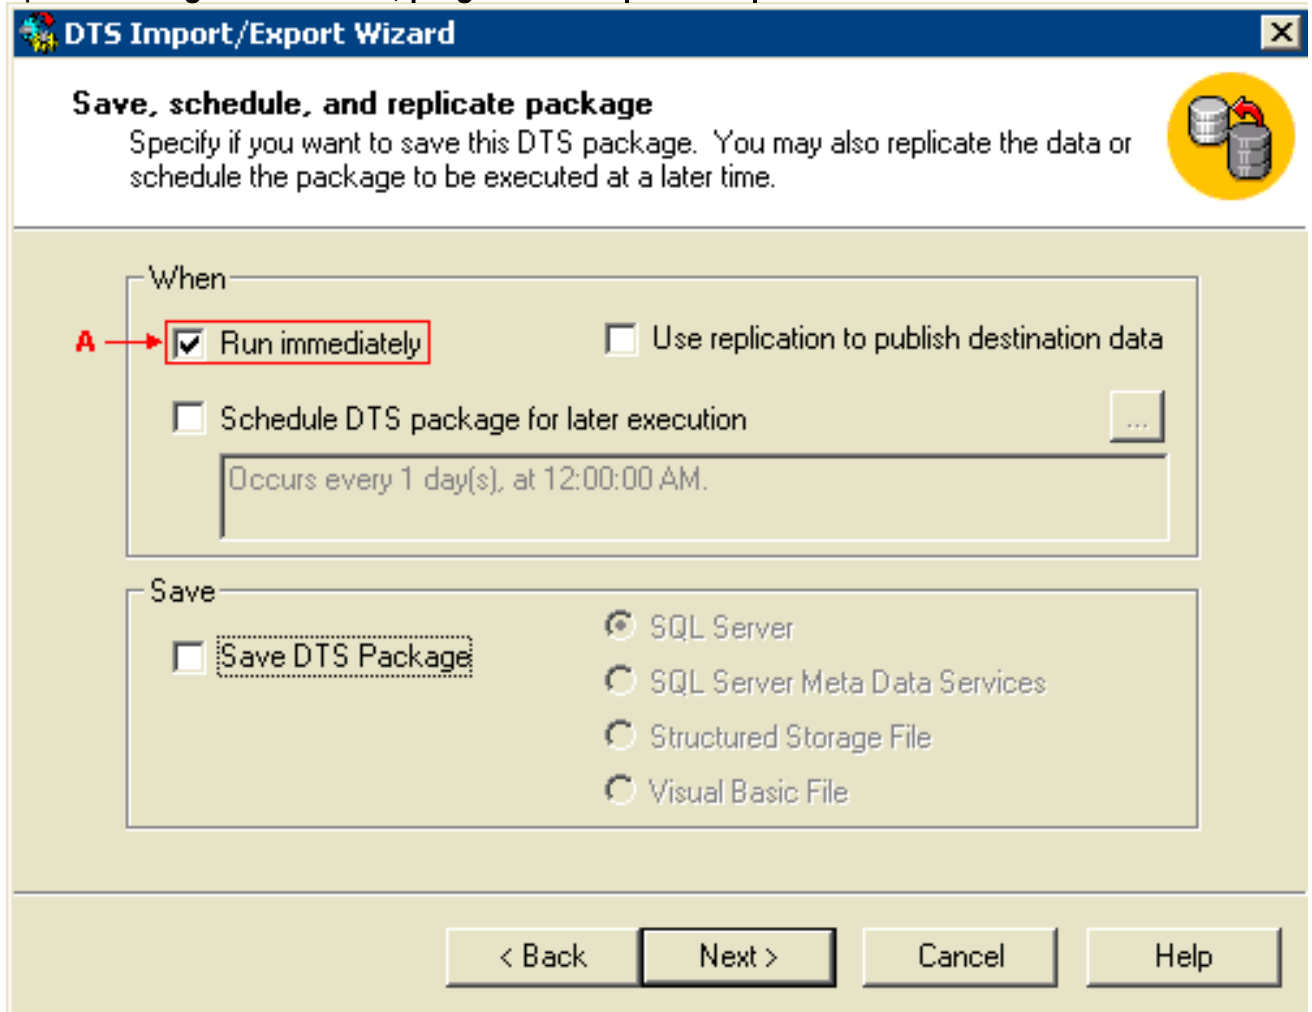 DTS Import/Export Wizard
Save, schedule, and replicate package
Specify if you want to save this DTS package. You may also replicate the data or
schedule the package to be executed at a later time.
When
A
Run immediately
Use replication to publish destination data
Schedule DTS package for later execution
...
Occurs every 1 day(s), at 12:00:00 AM.
Save
Save DTS Package
SQL Server
SQL Server Meta Data Services
Structured Storage File
Visual Basic File
< Back
Next >
Cancel
Help